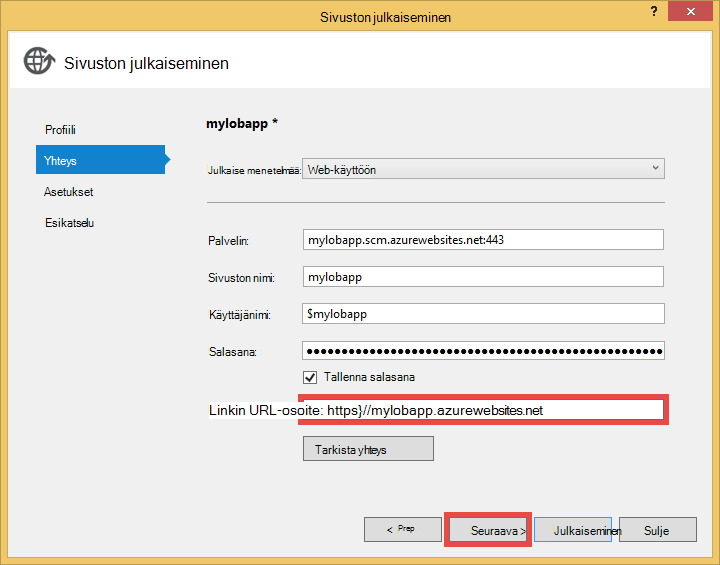 Sivuston julkaiseminen
?
Sivuston julkaiseminen
Profiili
Yhteys
Asetukset
Esikatselu
mylobapp *
Julkaise menetelmää: Web-käyttöön
Palvelin: mylobapp.scm.azurewebsites.net:443
Sivuston nimi: mylobapp
Käyttäjänimi: $mylobapp
Salasana: ●●●●●●●●●●●●●●●●●●●●●●●●●●●●●●●●●●●●●●●●●●●●●●●●●●
Tallenna salasana
Linkin URL-osoite: https}//mylobapp.azurewebsites.net
Tarkista yhteys
< Prep
Seuraava >
Julkaiseminen
Sulje